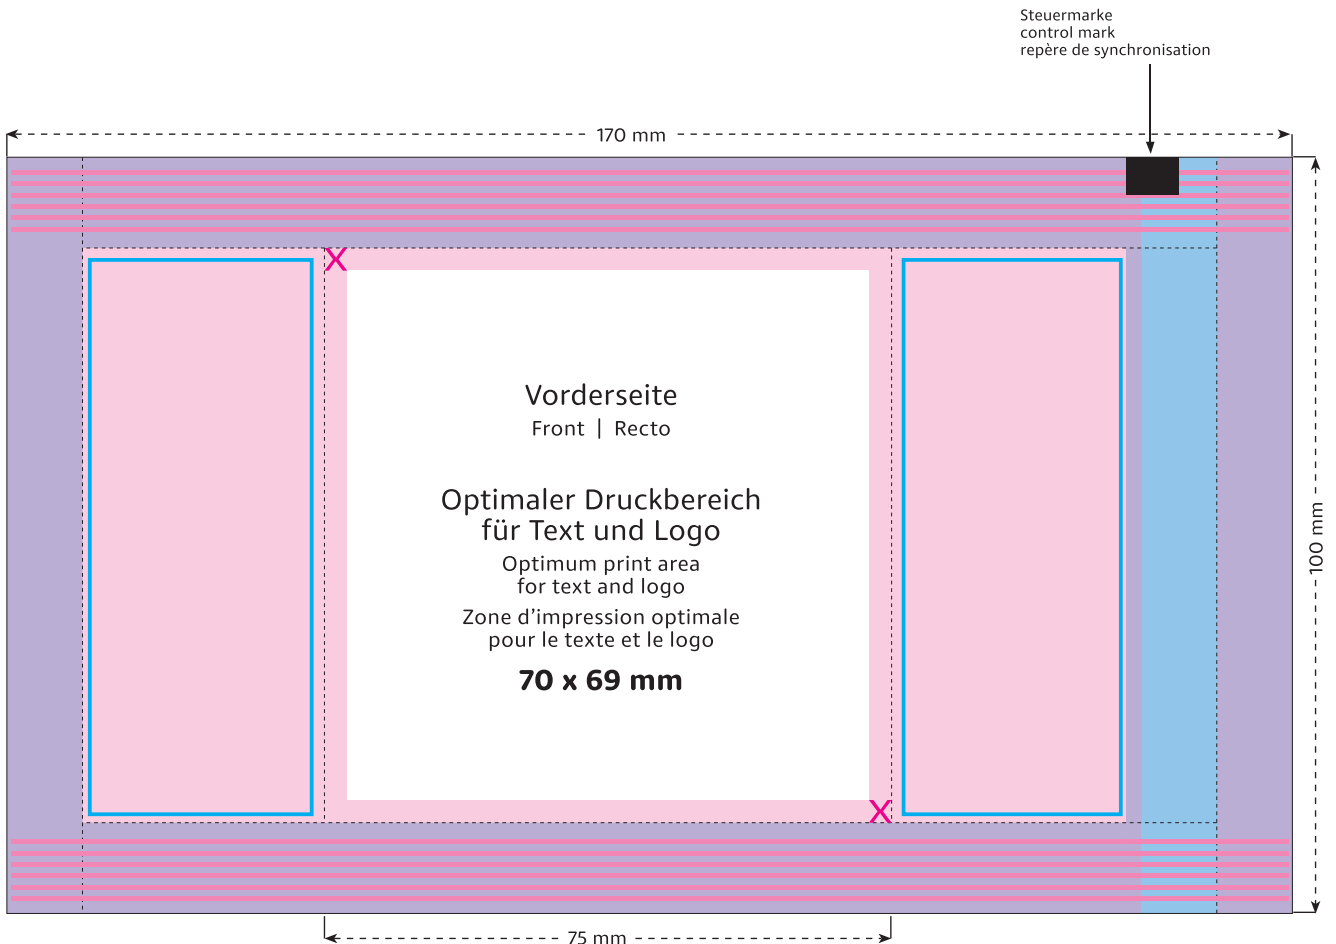 Steuermarke
control mark
repère de synchronisation
170 mm
X
Vorderseite
Front | Recto
Optimaler Druckbereich
für Text und Logo
Optimum print area
for text and logo
Zone d’impression optimale
pour le texte et le logo
70 x 69 mm
100 mm
X
75 mm